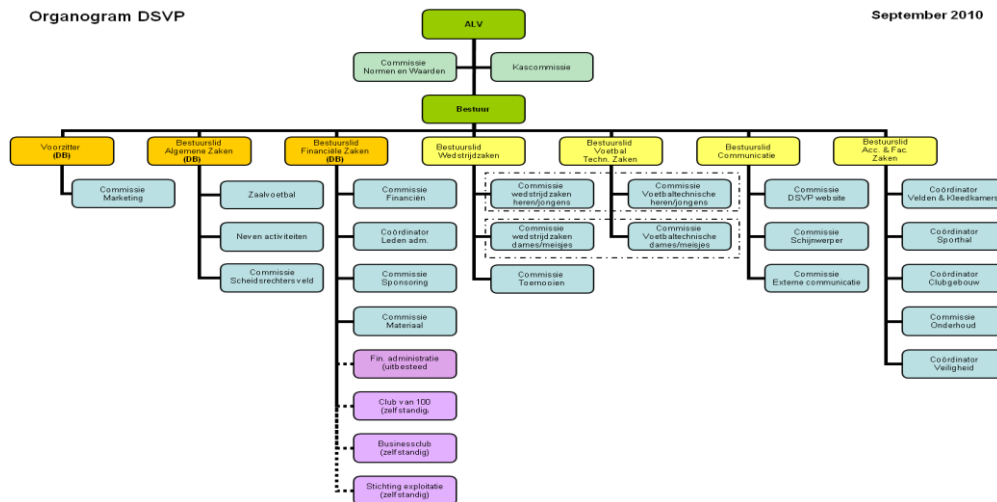 Organogram DSVP
September 2010
ALV
Commissie
Normen en Waarden
Kascommissie
Bestuur
Voorzitter
(DB)
Bestuurslid
Algemene Zaken
(DB)
Bestuurslid
Financiële Zaken
(DB)
Bestuurslid
Wedstrijdzaken
Bestuurslid
Voetbal
Techn. Zaken
Bestuurslid
Communicatie
Bestuurslid
Acc. & Fac.
Zaken
Commissie
Marketing
Zaalvoetbal
Neven activiteiten
Commissie
Scheidsrechters veld
Commissie
Financiën
Coördinator
Leden adm.
Commissie
Sponsoring
Commissie
Materiaal
Fin. administratie
(uitbesteed
Club van 100
(zelfstandig,
Businessclub
(zelfstandig)
Stichting exploitatie
(zelfstandig)
Commissie
wedstrijdzaken
heren/jongens
Commissie
wedstrijdzaken
dames/meisjes
Commissie
Toernooien
Commissie
Voetbaltechnische
heren/jongens
Commissie
Voetbaltechnische
dames/meisjes
Commissie
DSVP website
Commissie
Schijnwerper
Commissie
Externe communicatie
Coördinator
Velden & Kleedkamers
Coördinator
Sporthal
Coördinator
Clubgebouw
Commissie
Onderhoud
Coördinator
Veiligheid